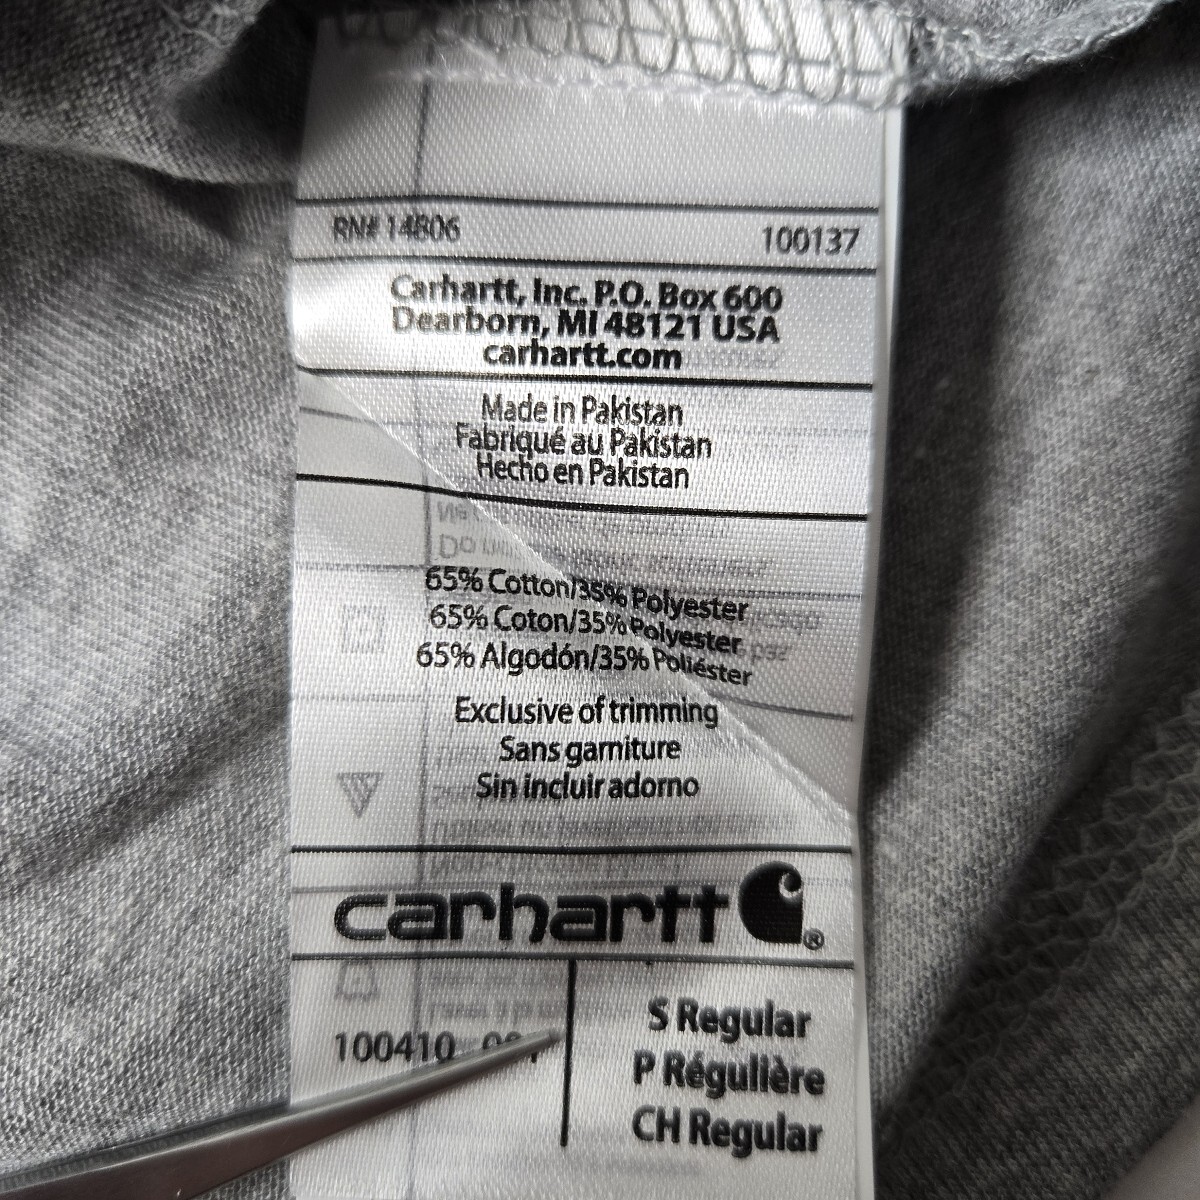 RN# 14806 100137
Carhartt, Inc. P.O. Box 600
Dearborn, MI 48121 USA
carhartt.com
Made in Pakistan
Fabriqué au Pakistan
Hecho en Pakistan
65% Cotton/35% Polyester
65% Coton/35% Polyester
65% Algodón/35% Poliéster
Exclusive of trimming
Sans garniture
Sin incluir adorno
carhartt ®
S Regular
P Régulière
CH Regular
100410